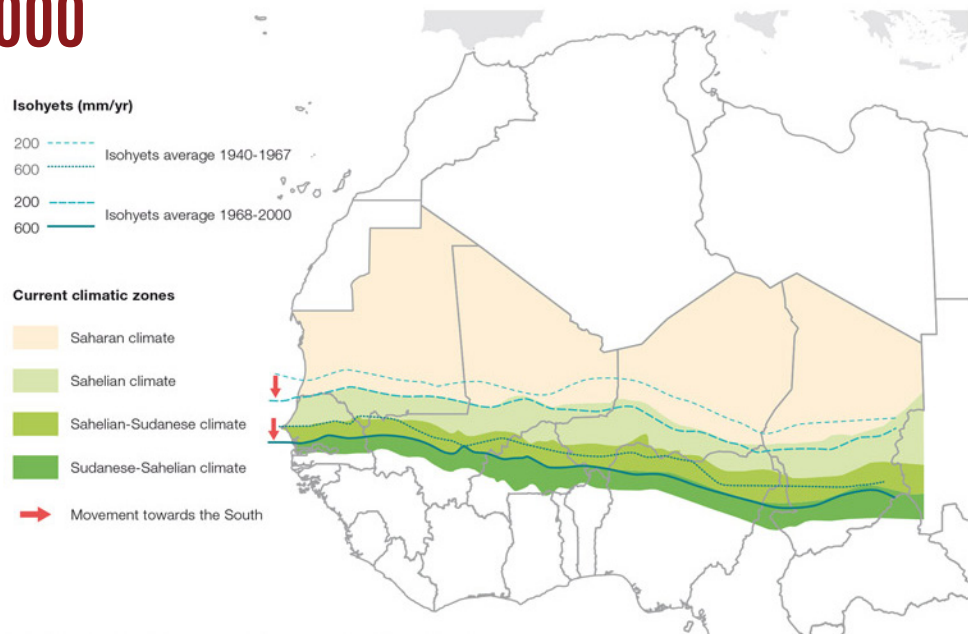 000
Isohyets (mm/yr)
200
600
Isohyets average 1940-1967
200
600
Isohyets average 1968-2000
Current climatic zones
Saharan climate
Sahelian climate
Sahelian-Sudanese climate
Sudanese-Sahelian climate
Movement towards the South